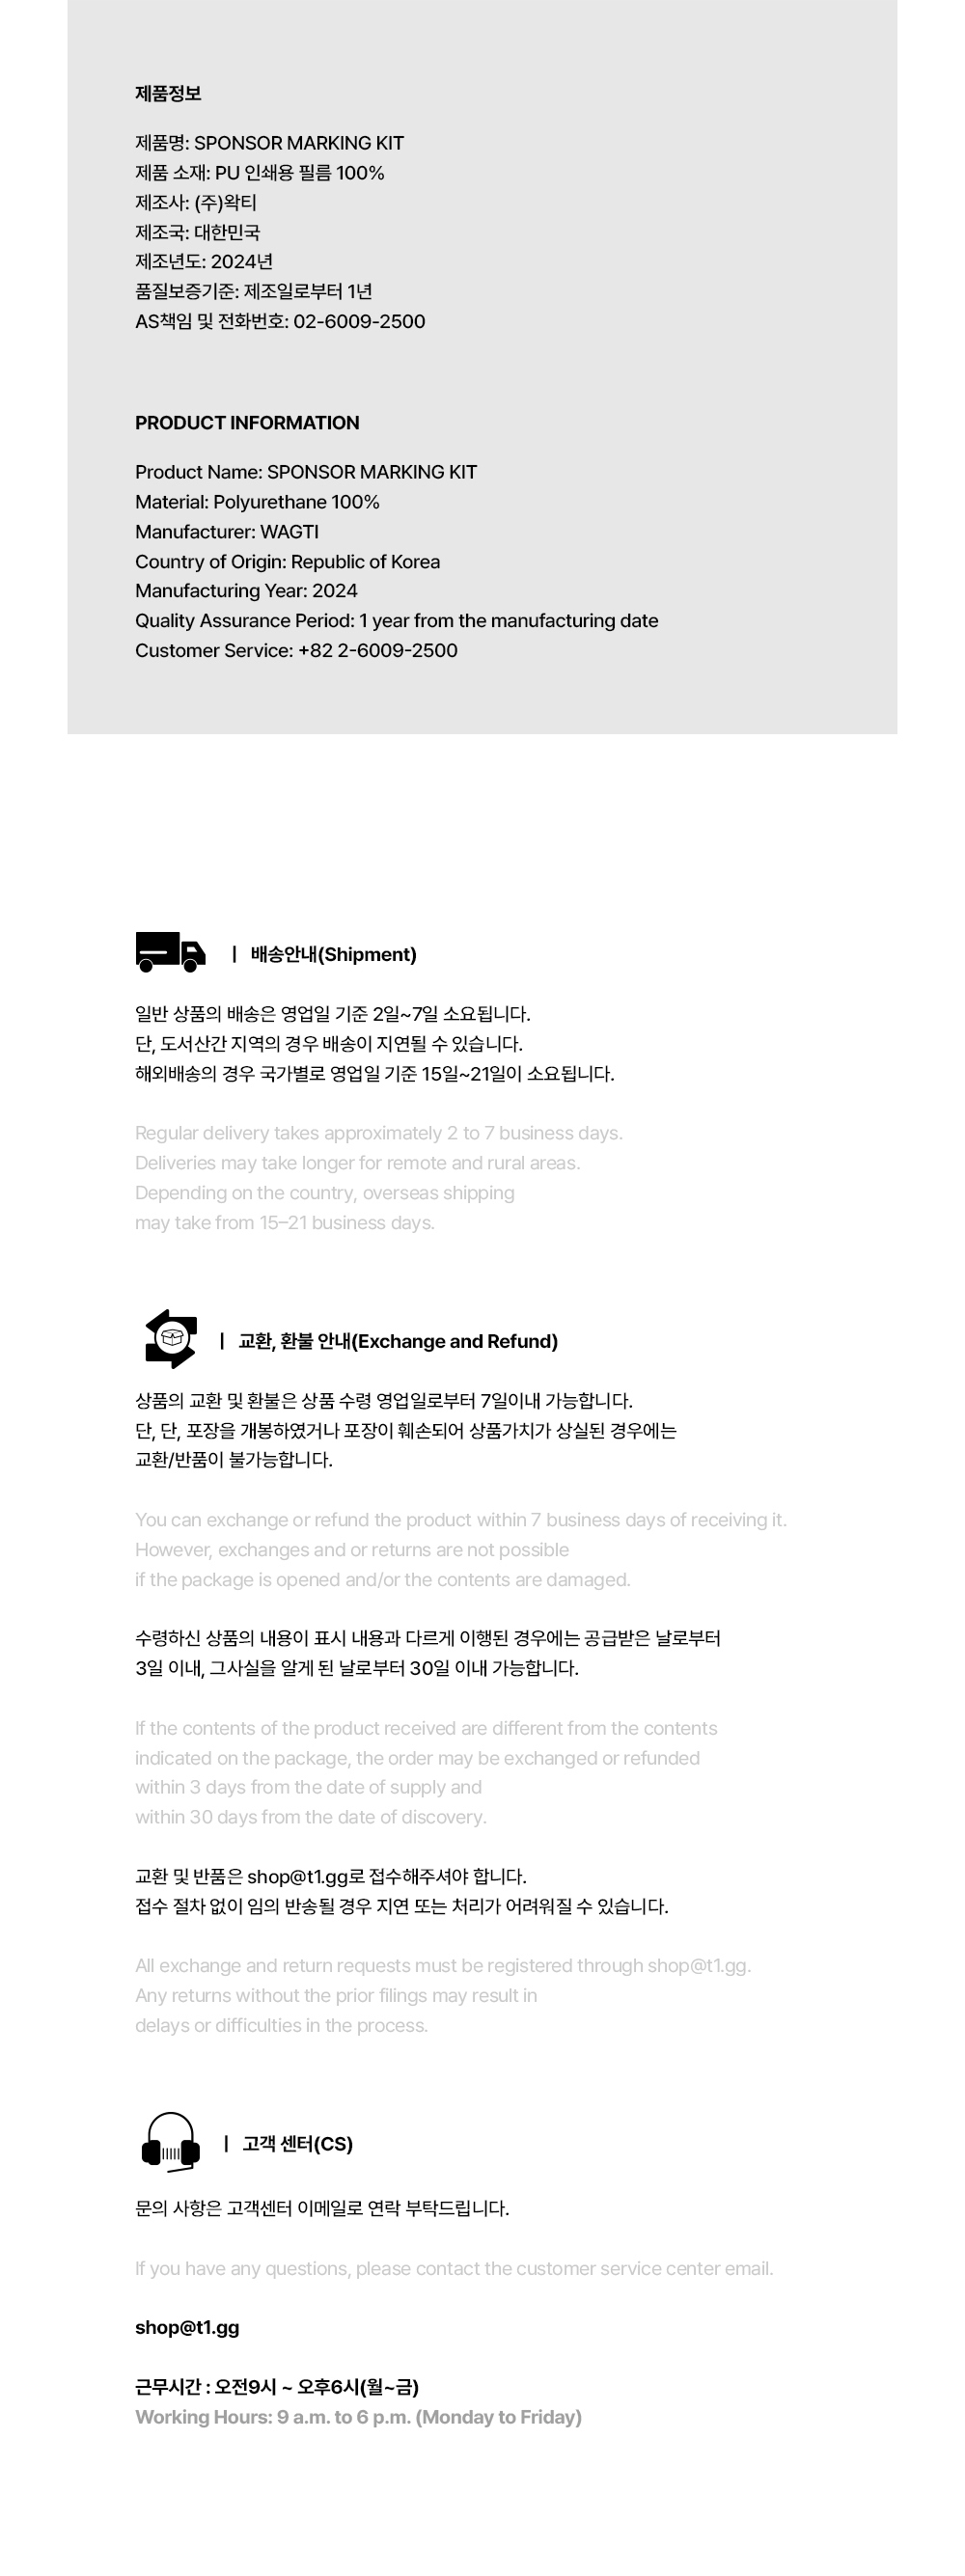 제품정보
제품명: SPONSOR MARKING KIT
제품 소재: PU 인쇄용 필름 100%
제조사: (주)왁티
제조국: 대한민국
제조년도: 2024년
품질보증기준: 제조일로부터 1년
AS책임 및 전화번호: 02-6009-2500
PRODUCT INFORMATION
Product Name: SPONSOR MARKING KIT
Material: Polyurethane 100%
Manufacturer: WAGTI
Country of Origin: Republic of Korea
Manufacturing Year: 2024
Quality Assurance Period: 1 year from the manufacturing date
Customer Service: +82 2-6009-2500
| 배송안내(Shipment)
일반 상품의 배송은 영업일 기준 2일~7일 소요됩니다.
단, 도서산간 지역의 경우 배송이 지연될 수 있습니다.
해외배송의 경우 국가별로 영업일 기준 15일~21일이 소요됩니다.
Regular delivery takes approximately 2 to 7 business days.
Deliveries may take longer for remote and rural areas.
Depending on the country, overseas shipping
may take from 15–21 business days.
| 교환, 환불 안내(Exchange and Refund)
상품의 교환 및 환불은 상품 수령 영업일로부터 7일이내 가능합니다.
단, 단, 포장을 개봉하였거나 포장이 훼손되어 상품가치가 상실된 경우에는
교환/반품이 불가능합니다.
You can exchange or refund the product within 7 business days of receiving it.
However, exchanges and or returns are not possible
if the package is opened and/or the contents are damaged.
수령하신 상품의 내용이 표시 내용과 다르게 이행된 경우에는 공급받은 날로부터
3일 이내, 그사실을 알게 된 날로부터 30일 이내 가능합니다.
If the contents of the product received are different from the contents
indicated on the package, the order may be exchanged or refunded
within 3 days from the date of supply and
within 30 days from the date of discovery.
교환 및 반품은 shop@t1.gg로 접수해주셔야 합니다.
접수 절차 없이 임의 반송될 경우 지연 또는 처리가 어려워질 수 있습니다.
All exchange and return requests must be registered through shop@t1.gg.
Any returns without the prior filings may result in
delays or difficulties in the process.
| 고객 센터(CS)
문의 사항은 고객센터 이메일로 연락 부탁드립니다.
If you have any questions, please contact the customer service center email.
shop@t1.gg
근무시간 : 오전9시 ~ 오후6시(월~금)
Working Hours: 9 a.m. to 6 p.m. (Monday to Friday)